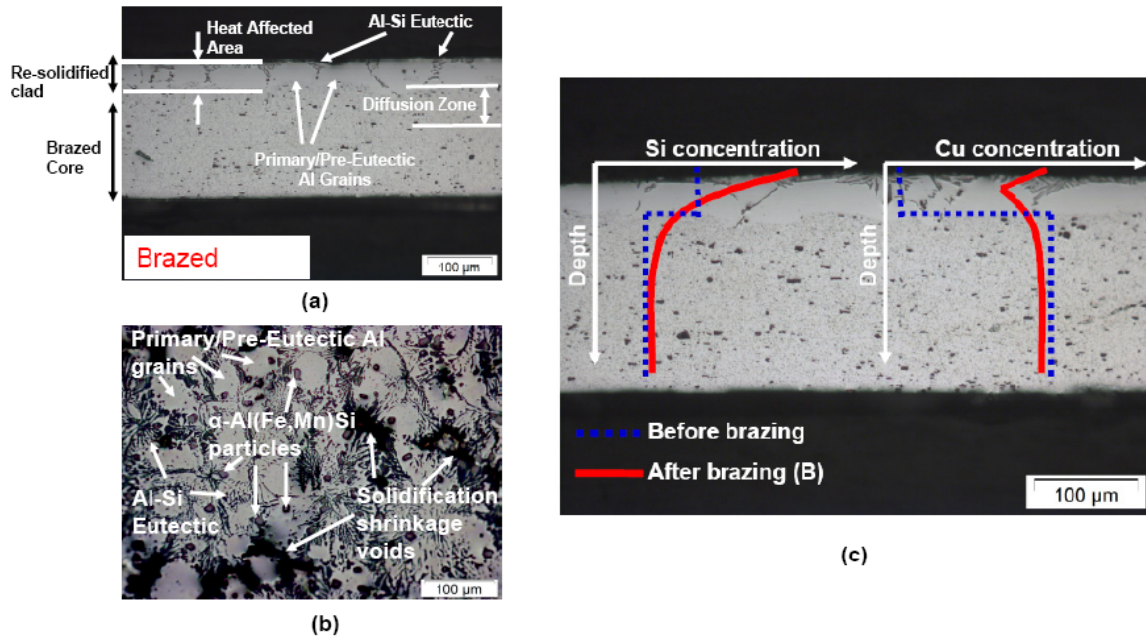 Heat Affected
Area
Al-Si Eutectic
Re-solidified
clad
Diffusion Zone
Brazed
Core
Primary/Pre-Eutectic
Al Grains
Brazed
100 µm
(a)
Primary/Pre-Eutectic Al
grains
α-Al(Fe,Mn)Si
particles
Al-Si
Eutectic
Solidification
shrinkage
voids
100 µm
(b)
Si concentration
Cu concentration
Depth
Depth
Before brazing
After brazing (B)
100 µm
(c)